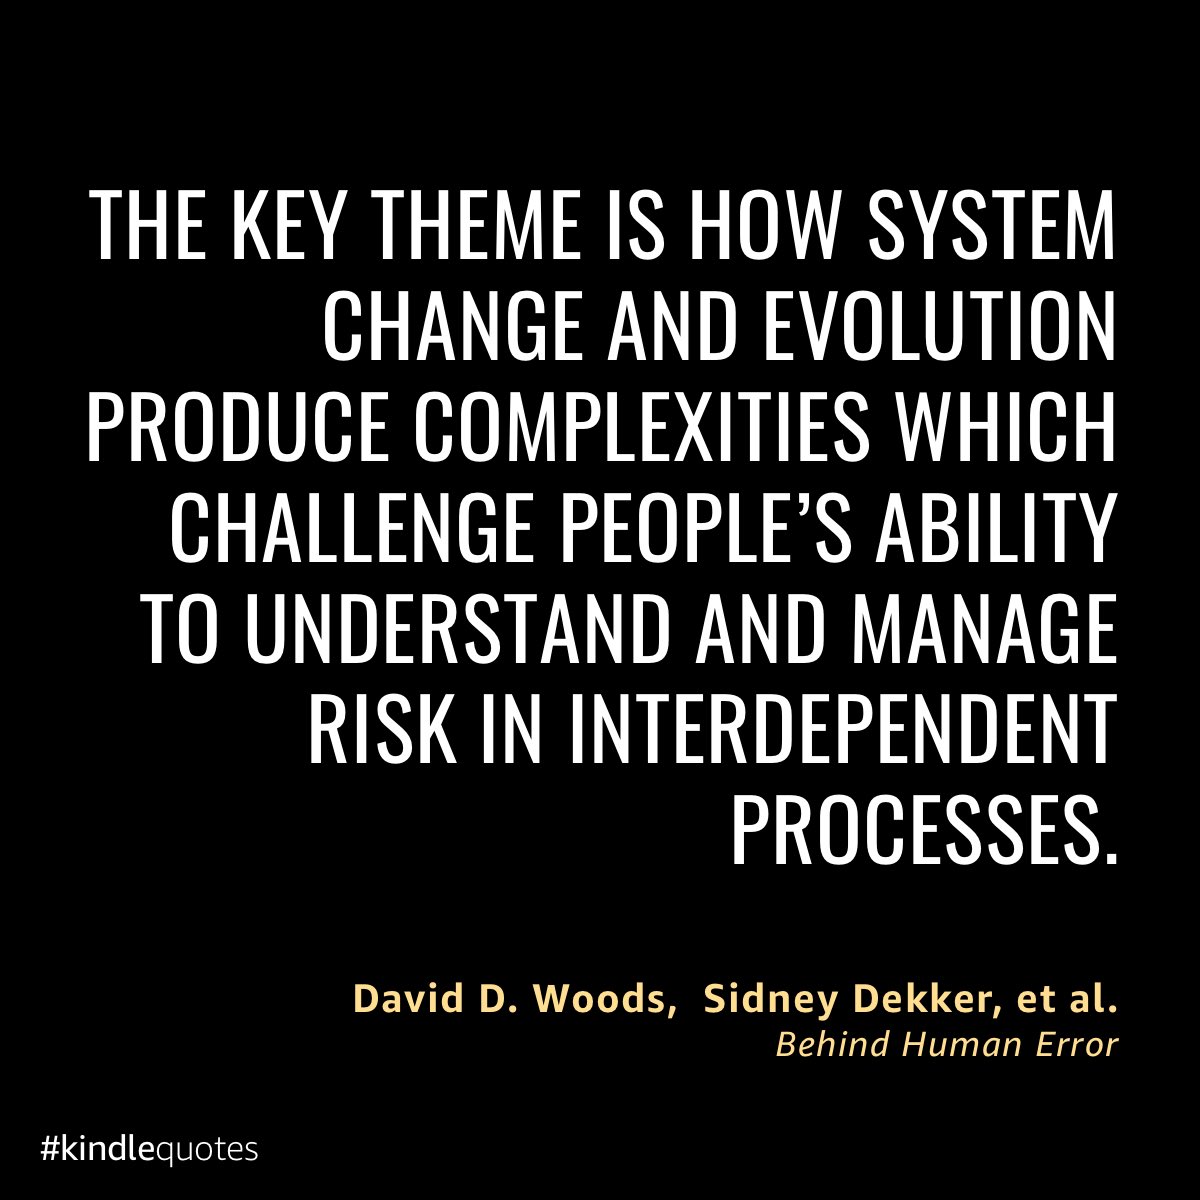 THE KEY THEME IS HOW SYSTEM
CHANGE AND EVOLUTION
PRODUCE COMPLEXITIES WHICH
CHALLENGE PEOPLE’S ABILITY
TO UNDERSTAND AND MANAGE
RISK IN INTERDEPENDENT
PROCESSES.
David D. Woods,  Sidney Dekker, et al.
Behind Human Error
#kindlequotes